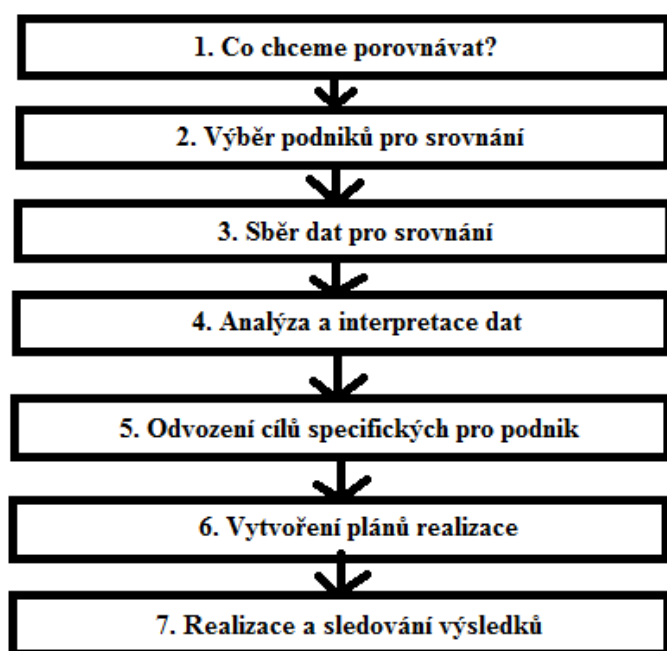 1. Co chceme porovnávat?
2. Výběr podniků pro srovnání
3. Sběr dat pro srovnání
4. Analýza a interpretace dat
5. Odvození cílů specifických pro podnik
6. Vytvoření plánů realizace
7. Realizace a sledování výsledků